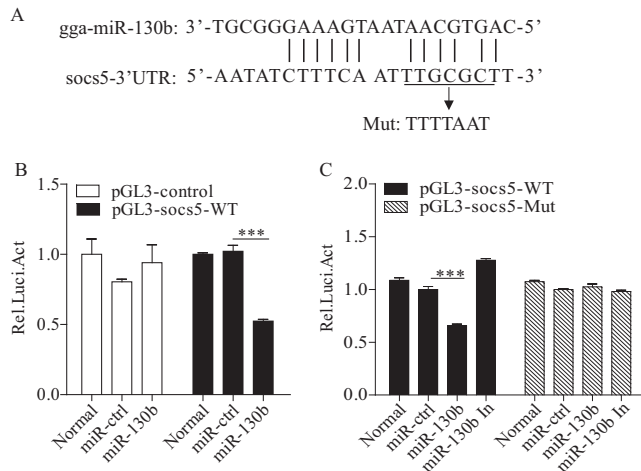 A
gga-miR-130b: 3'-TGCGGGAAAGTAATAACGTGAC-5'
socs5-3'UTR: 5'-AATATCTTTCA ATTTGCGCTT-3'
Mut: TTTTAAT
B
pGL3-control
pGL3-socs5-WT
Rel.Luci.Act
1.5
1.0
0.5
0.0
***
Normal
miR-ctrl
miR-130b
Normal
miR-ctrl
miR-130b
C
pGL3-socs5-WT
pGL3-socs5-Mut
Rel.Luci.Act
2.0
1.5
1.0
0.5
0.0
***
Normal
miR-ctrl
miR-130b
miR-130b In
Normal
miR-ctrl
miR-130b
miR-130b In